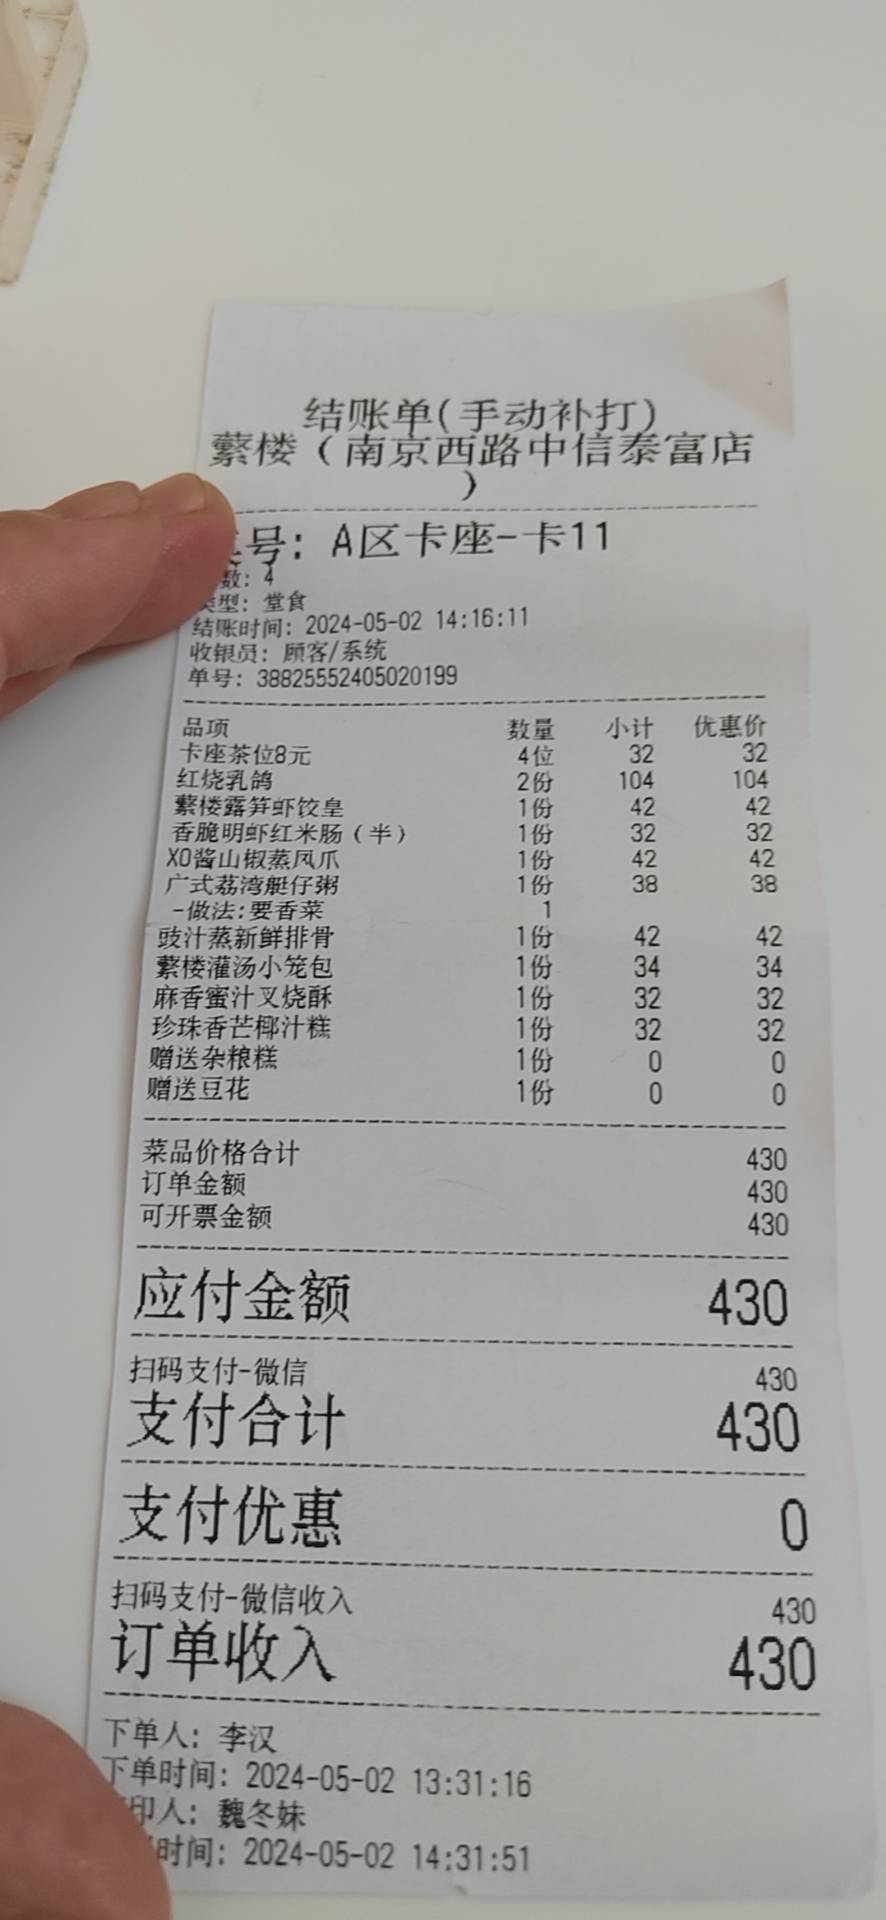 结账单(手动补打)
蘩楼（南京西路中信泰富店
）
号: A区卡座-卡11
数: 4
类型: 堂食
结账时间: 2024-05-02 14:16:11
收银员: 顾客/系统
单号: 38825552405020199
品项 数量 小计 优惠价
卡座茶位8元 4位 32 32
红烧乳鸽 2份 104 104
蘩楼露笋虾饺皇 1份 42 42
香脆明虾红米肠（半） 1份 32 32
XO酱山椒蒸凤爪 1份 42 42
广式荔湾艇仔粥 1份 38 38
-做法:要香菜 1
豉汁蒸新鲜排骨 1份 42 42
蘩楼灌汤小笼包 1份 34 34
麻香蜜汁叉烧酥 1份 32 32
珍珠香芒椰汁糕 1份 32 32
赠送杂粮糕 1份 0 0
赠送豆花 1份 0 0
菜品价格合计 430
订单金额 430
可开票金额 430
应付金额 430
扫码支付-微信 430
支付合计 430
支付优惠 0
扫码支付-微信收入 430
订单收入 430
下单人: 李汉
下单时间: 2024-05-02 13:31:16
印人: 魏冬妹
时间: 2024-05-02 14:31:51